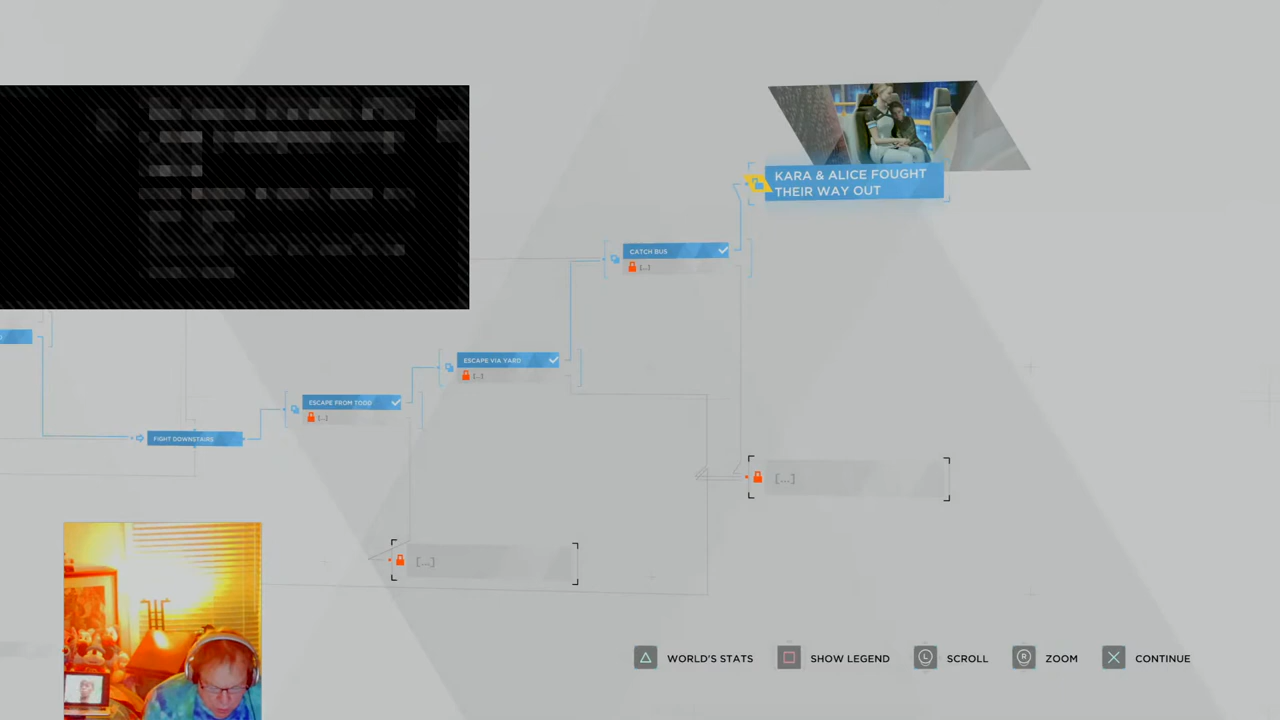 KARA & ALICE FOUGHT
THEIR WAY OUT
CATCH BUS
[...]
ESCAPE VIA YARD
[...]
ESCAPE FROM TODD
[...]
FIGHT DOWNSTAIRS
[...]
[...]
WORLD'S STATS
SHOW LEGEND
L
SCROLL
R
ZOOM
CONTINUE